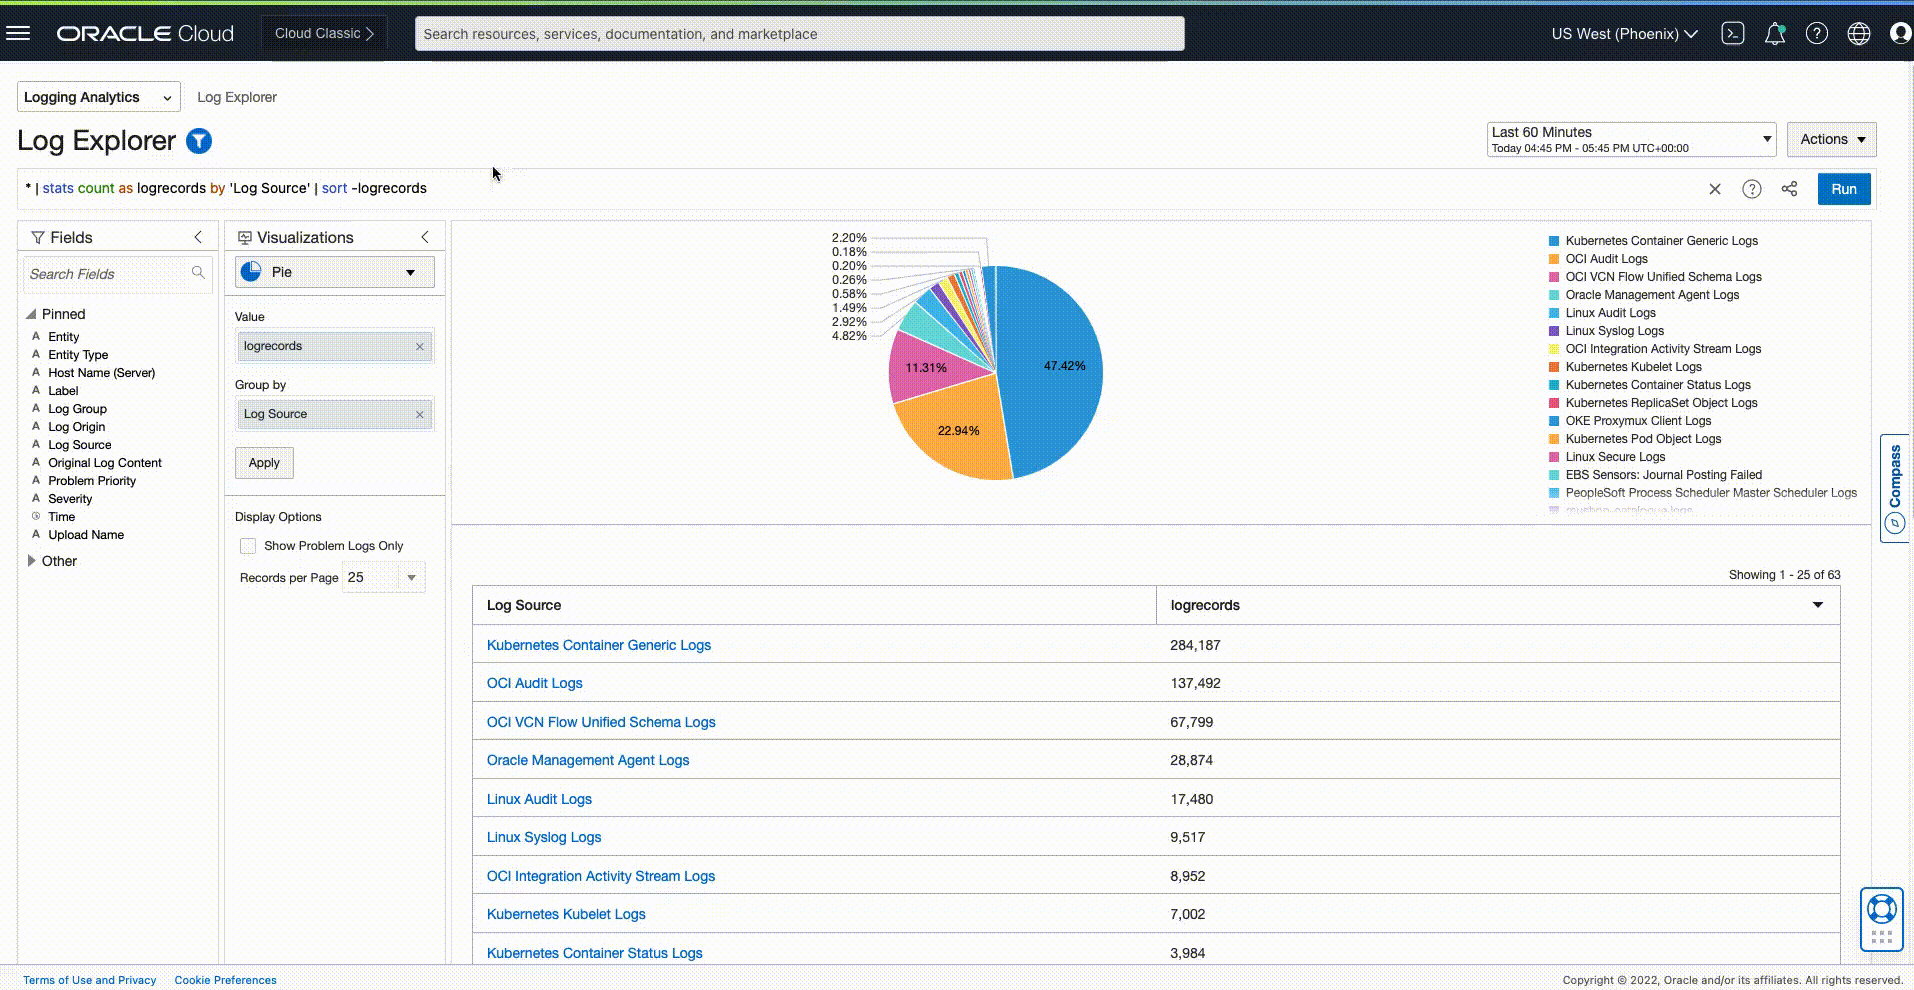 ORACLE Cloud
Cloud Classic
Search resources, services, documentation, and marketplace
US West (Phoenix)
Logging Analytics
Log Explorer
Log Explorer
Last 60 Minutes
Today 04:45 PM - 05:45 PM UTC+00:00
Actions
* | stats count as logrecords by 'Log Source' | sort -logrecords
Run
Fields
Search Fields
Pinned
Entity
Entity Type
Host Name (Server)
Label
Log Group
Log Origin
Log Source
Original Log Content
Problem Priority
Severity
Time
Upload Name
Other
Visualizations
Pie
Value
logrecords
Group by
Log Source
Apply
Display Options
Show Problem Logs Only
Records per Page 25
2.20%
0.18%
0.20%
0.26%
0.58%
1.49%
2.92%
4.82%
11.31%
22.94%
47.42%
Kubernetes Container Generic Logs
OCI Audit Logs
OCI VCN Flow Unified Schema Logs
Oracle Management Agent Logs
Linux Audit Logs
Linux Syslog Logs
OCI Integration Activity Stream Logs
Kubernetes Kubelet Logs
Kubernetes Container Status Logs
Kubernetes ReplicaSet Object Logs
OKE Proxymux Client Logs
Kubernetes Pod Object Logs
Linux Secure Logs
EBS Sensors: Journal Posting Failed
PeopleSoft Process Scheduler Master Scheduler Logs
Compass
Showing 1 - 25 of 63
Log Source logrecords
Kubernetes Container Generic Logs 284,187
OCI Audit Logs 137,492
OCI VCN Flow Unified Schema Logs 67,799
Oracle Management Agent Logs 28,874
Linux Audit Logs 17,480
Linux Syslog Logs 9,517
OCI Integration Activity Stream Logs 8,952
Kubernetes Kubelet Logs 7,002
Kubernetes Container Status Logs 3,984
Terms of Use and Privacy Cookie Preferences
Copyright © 2022, Oracle and/or its affiliates. All rights reserved.